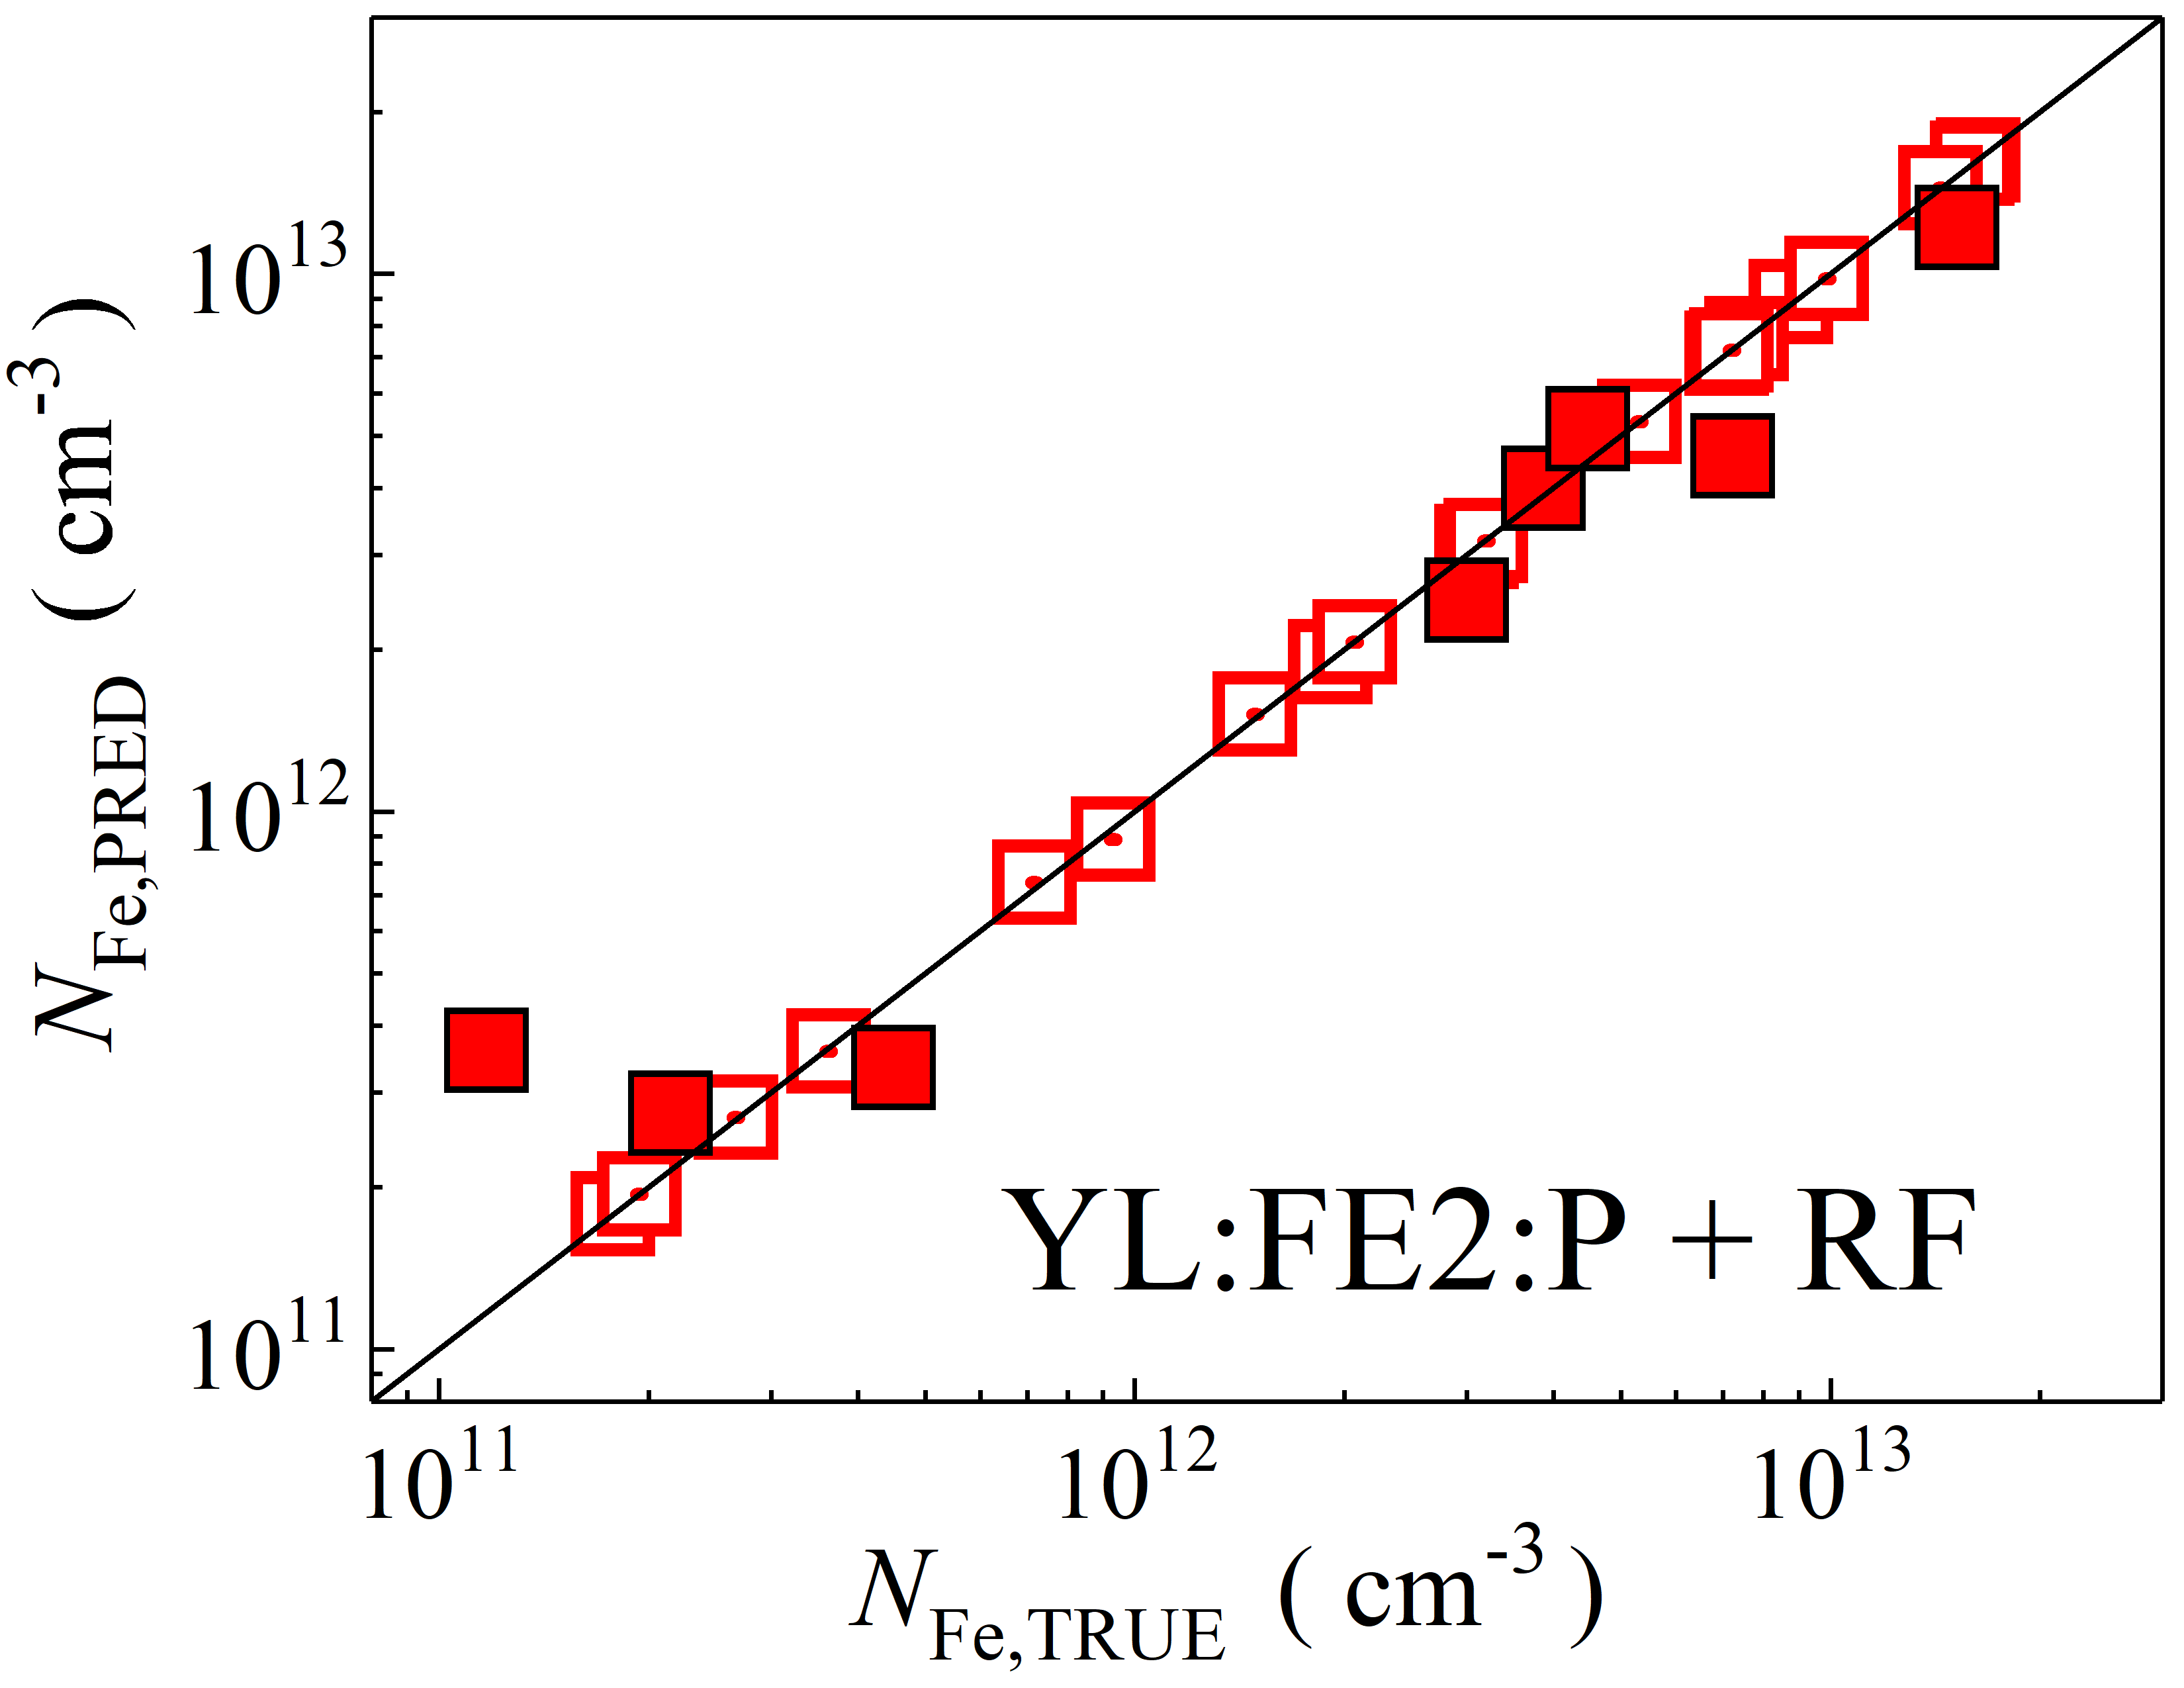 N_Fe,PRED ( cm^-3 )
10^13
10^12
10^11
YL:FE2:P + RF
10^11 10^12 10^13
N_Fe,TRUE ( cm^-3 )